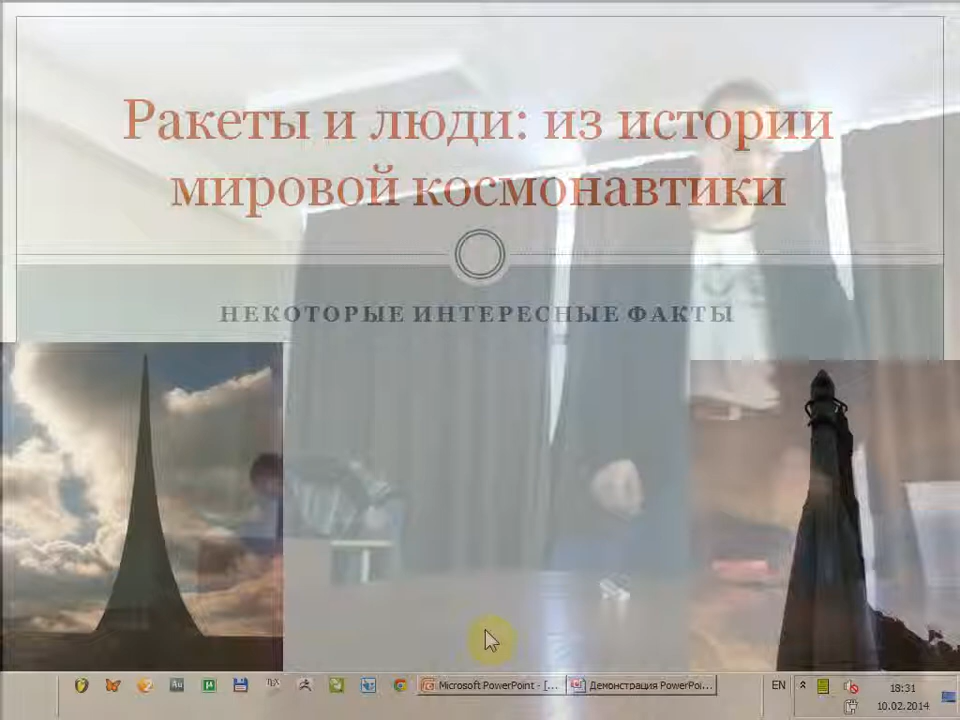 Ракеты и люди: из истории
мировой космонавтики
НЕКОТОРЫЕ ИНТЕРЕСНЫЕ ФАКТЫ
Microsoft PowerPoint - [...
Демонстрация PowerPoi...
EN
18:31
10.02.2014